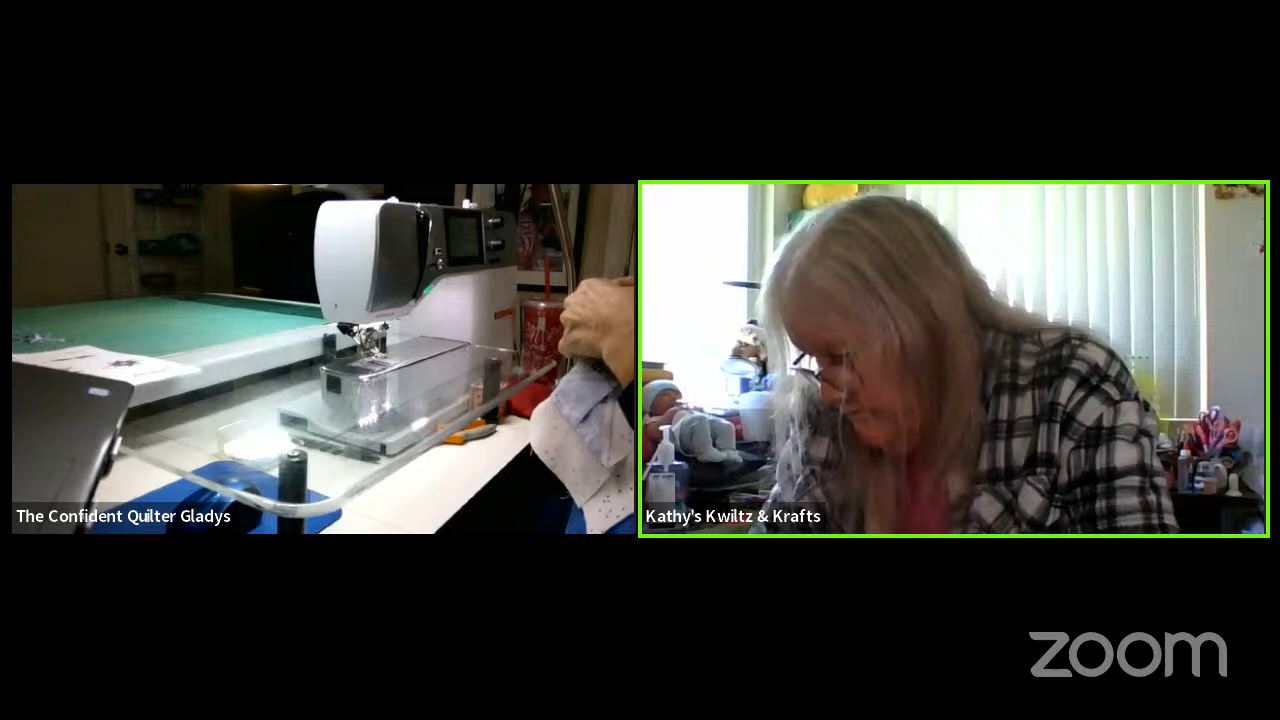 The Confident Quilter Gladys
Kathy's Kwiltz & Krafts
zoom